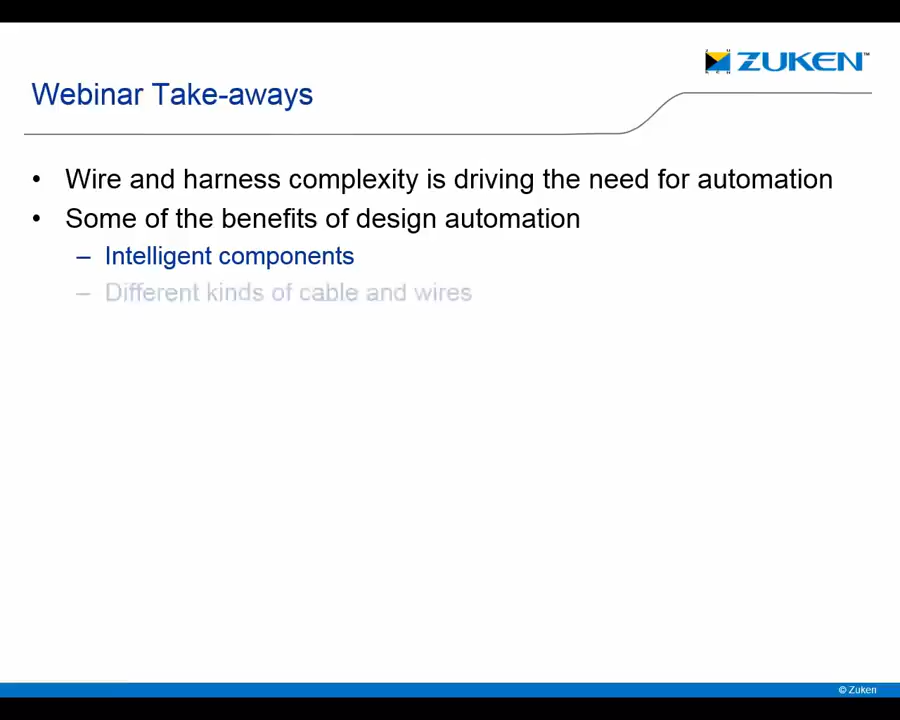 ZUKEN™
Webinar Take-aways
• Wire and harness complexity is driving the need for automation
• Some of the benefits of design automation
– Intelligent components
– Different kinds of cable and wires
© Zuken